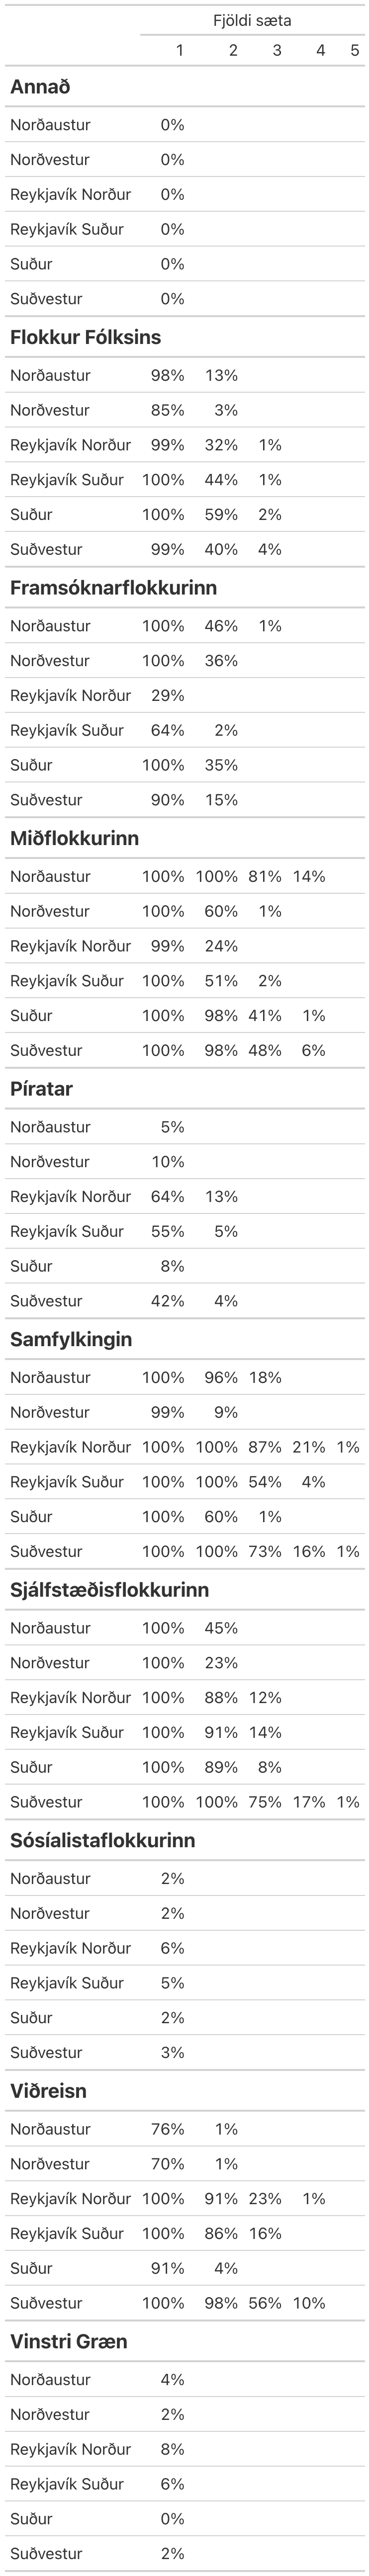 Fjöldi sæta
1 2 3 4 5
Annað
Norðaustur 0%
Norðvestur 0%
Reykjavík Norður 0%
Reykjavík Suður 0%
Suður 0%
Suðvestur 0%
Flokkur Fólksins
Norðaustur 98% 13%
Norðvestur 85% 3%
Reykjavík Norður 99% 32% 1%
Reykjavík Suður 100% 44% 1%
Suður 100% 59% 2%
Suðvestur 99% 40% 4%
Framsóknarflokkurinn
Norðaustur 100% 46% 1%
Norðvestur 100% 36%
Reykjavík Norður 29%
Reykjavík Suður 64% 2%
Suður 100% 35%
Suðvestur 90% 15%
Miðflokkurinn
Norðaustur 100% 100% 81% 14%
Norðvestur 100% 60% 1%
Reykjavík Norður 99% 24%
Reykjavík Suður 100% 51% 2%
Suður 100% 98% 41% 1%
Suðvestur 100% 98% 48% 6%
Píratar
Norðaustur 5%
Norðvestur 10%
Reykjavík Norður 64% 13%
Reykjavík Suður 55% 5%
Suður 8%
Suðvestur 42% 4%
Samfylkingin
Norðaustur 100% 96% 18%
Norðvestur 99% 9%
Reykjavík Norður 100% 100% 87% 21% 1%
Reykjavík Suður 100% 100% 54% 4%
Suður 100% 60% 1%
Suðvestur 100% 100% 73% 16% 1%
Sjálfstæðisflokkurinn
Norðaustur 100% 45%
Norðvestur 100% 23%
Reykjavík Norður 100% 88% 12%
Reykjavík Suður 100% 91% 14%
Suður 100% 89% 8%
Suðvestur 100% 100% 75% 17% 1%
Sósíalistaflokkurinn
Norðaustur 2%
Norðvestur 2%
Reykjavík Norður 6%
Reykjavík Suður 5%
Suður 2%
Suðvestur 3%
Viðreisn
Norðaustur 76% 1%
Norðvestur 70% 1%
Reykjavík Norður 100% 91% 23% 1%
Reykjavík Suður 100% 86% 16%
Suður 91% 4%
Suðvestur 100% 98% 56% 10%
Vinstri Græn
Norðaustur 4%
Norðvestur 2%
Reykjavík Norður 8%
Reykjavík Suður 6%
Suður 0%
Suðvestur 2%